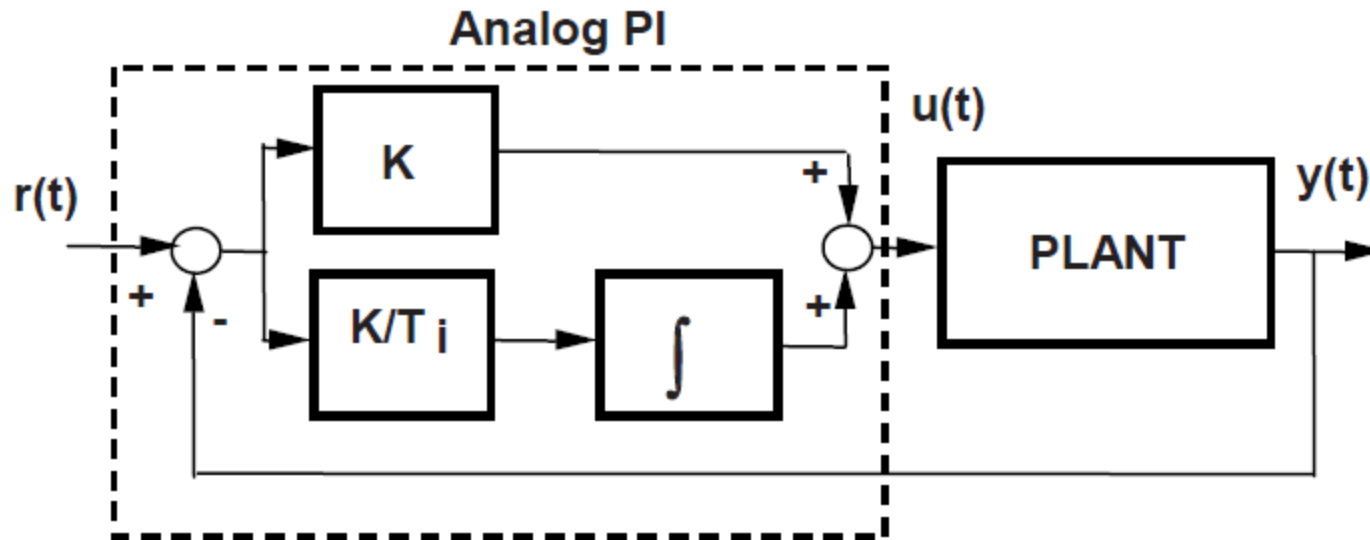 Analog PI
u(t)
r(t)
y(t)
K
+
PLANT
+
-
K/T i
+
∫